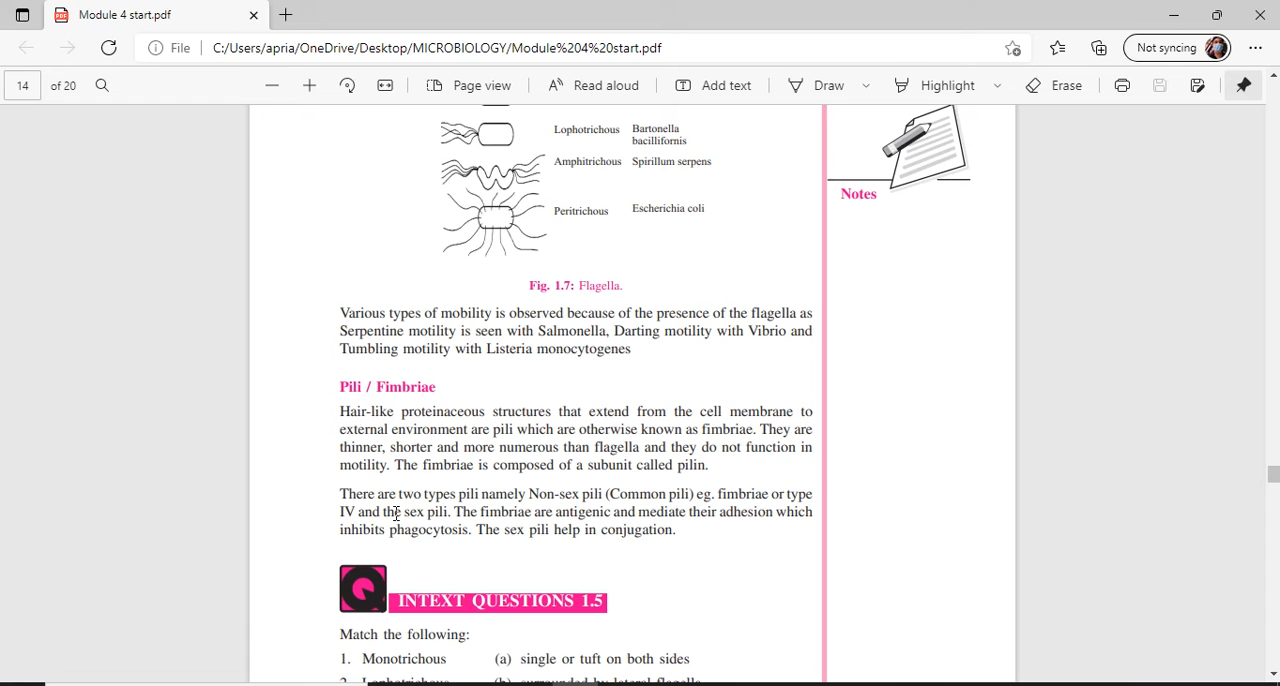 Module 4 start.pdf
Not syncing
File C:/Users/apria/OneDrive/Desktop/MICROBIOLOGY/Module%204%20start.pdf
14 of 20
Page view
Read aloud
Add text
Draw
Highlight
Erase
Lophotrichous Bartonella
bacillifornis
Amphitrichous Spirillum serpens
Peritrichous Escherichia coli
Notes
Fig. 1.7: Flagella.
Various types of mobility is observed because of the presence of the flagella as
Serpentine motility is seen with Salmonella, Darting motility with Vibrio and
Tumbling motility with Listeria monocytogenes
Pili / Fimbriae
Hair-like proteinaceous structures that extend from the cell membrane to
external environment are pili which are otherwise known as fimbriae. They are
thinner, shorter and more numerous than flagella and they do not function in
motility. The fimbriae is composed of a subunit called pilin.
There are two types pili namely Non-sex pili (Common pili) eg. fimbriae or type
IV and the sex pili. The fimbriae are antigenic and mediate their adhesion which
inhibits phagocytosis. The sex pili help in conjugation.
INTEXT QUESTIONS 1.5
Match the following:
1. Monotrichous (a) single or tuft on both sides
2. Lophotrichous (b) surrounded by lateral flagella